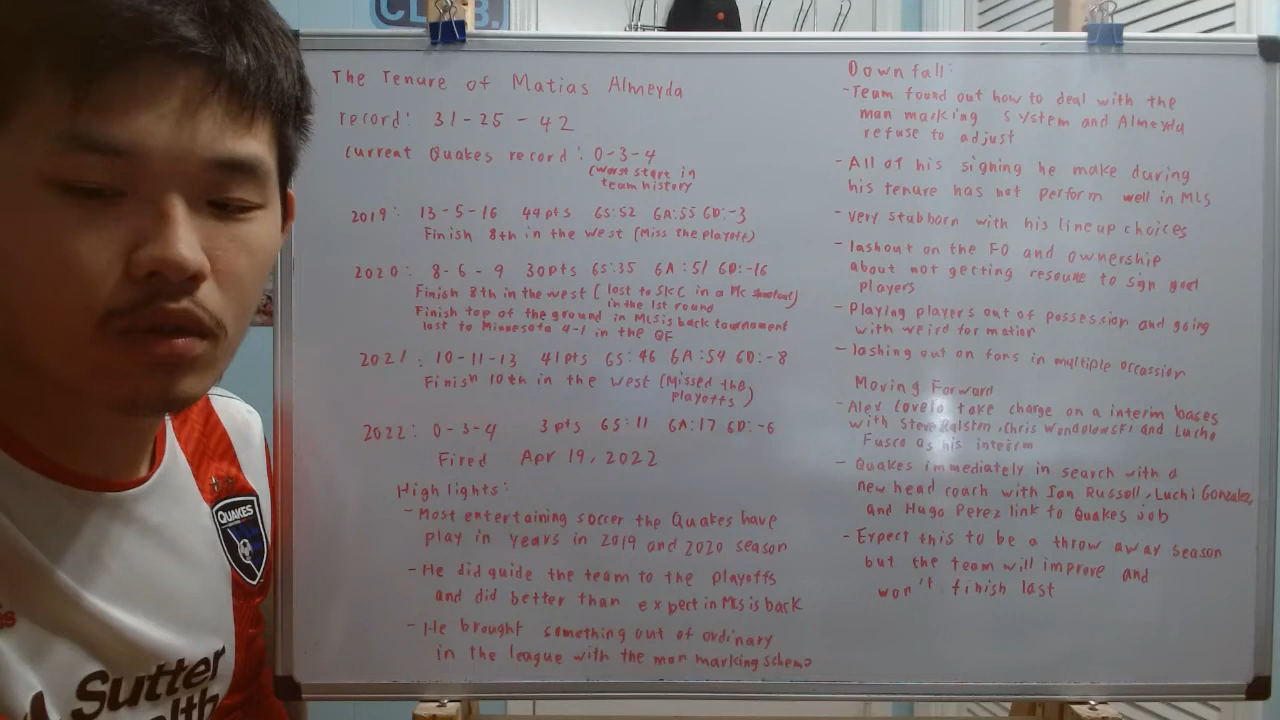 CLUB.
The Tenure of Matias Almeyda
record: 31-25-42
current Quakes record: 0-3-4
(worst start in
team history
2019: 13-5-16 44pts GS:52 GA:55 GD:-3
Finish 8th in the west (Miss the playoff)
2020: 8-6-9 30pts GS:35 GA:51 GD:-16
Finish 8th in the west (lost to SKC in a PK shootout)
in the 1st round
Finish top of the ground in MLS is back tournament
lost to Minnesota 4-1 in the QF
2021: 10-11-13 41pts GS:46 GA:54 GD:-8
Finish 10th in the west (Missed the
playoffs)
2022: 0-3-4 3pts GS:11 GA:17 GD:-6
Fired Apr 19, 2022
Highlights:
-Most entertaining soccer the Quakes have
play in years in 2019 and 2020 season
-He did guide the team to the playoffs
and did better than expect in MLS is back
-He brought something out of ordinary
in the league with the man marking scheme
Downfall:
-Team found out how to deal with the
man marking system and Almeyda
refuse to adjust
-All of his signing he make during
his tenure has not perform well in MLS
-very stubborn with his lineup choices
-lashout on the FO and ownership
about not getting resource to sign good
players
-Playing players out of possession and going
with weird formation
-lashing out on fans in multiple occassion
Moving Forward
-Alex Covelo take charge on a interim bases
with Steve Ralston, Chris Wondolowski and Lucho
Fusco as his interim
-Quakes immediately in search with a
new head coach with Ian Russell, Luchi Gonzalez,
and Hugo Perez link to Quakes job
-Expect this to be a throw away season
but the team will improve and
won't finish last
QUAKES
Sutter
Health